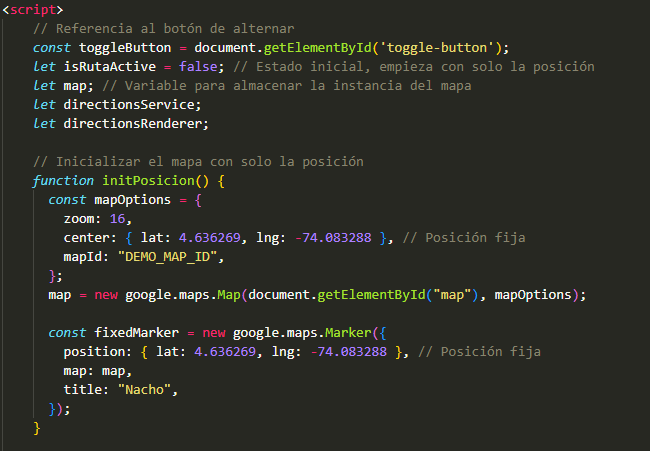 <script>
// Referencia al botón de alternar
const toggleButton = document.getElementById('toggle-button');
let isRutaActive = false; // Estado inicial, empieza con solo la posición
let map; // Variable para almacenar la instancia del mapa
let directionsService;
let directionsRenderer;
// Inicializar el mapa con solo la posición
function initPosicion() {
const mapOptions = {
zoom: 16,
center: { lat: 4.636269, lng: -74.083288 }, // Posición fija
mapId: "DEMO_MAP_ID",
};
map = new google.maps.Map(document.getElementById("map"), mapOptions);
const fixedMarker = new google.maps.Marker({
position: { lat: 4.636269, lng: -74.083288 }, // Posición fija
map: map,
title: "Nacho",
});
}